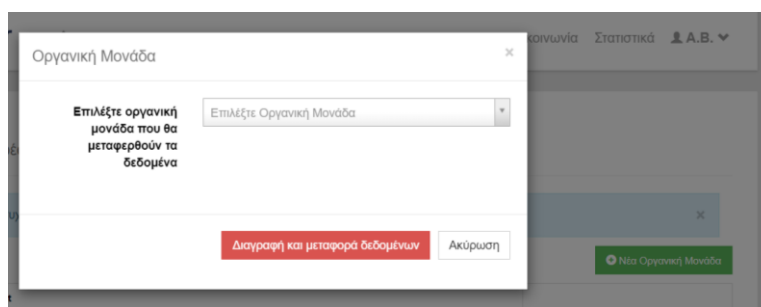 Στατιστικά Α.Β.
Οργανική Μονάδα ×
Επιλέξτε οργανική
μονάδα που θα
μεταφερθούν τα
δεδομένα
Επιλέξτε Οργανική Μονάδα
Διαγραφή και μεταφορά δεδομένων Ακύρωση
×
Νέα Οργανική Μονάδα